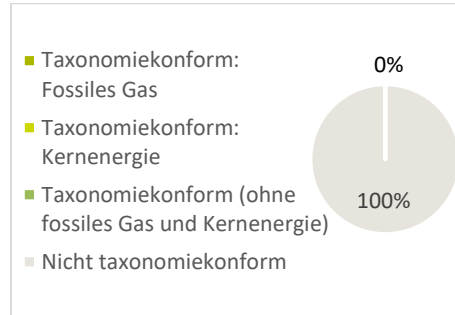 Taxonomiekonform:
Fossiles Gas
Taxonomiekonform:
Kernenergie
Taxonomiekonform (ohne
fossiles Gas und Kernenergie)
Nicht taxonomiekonform
0%
100%